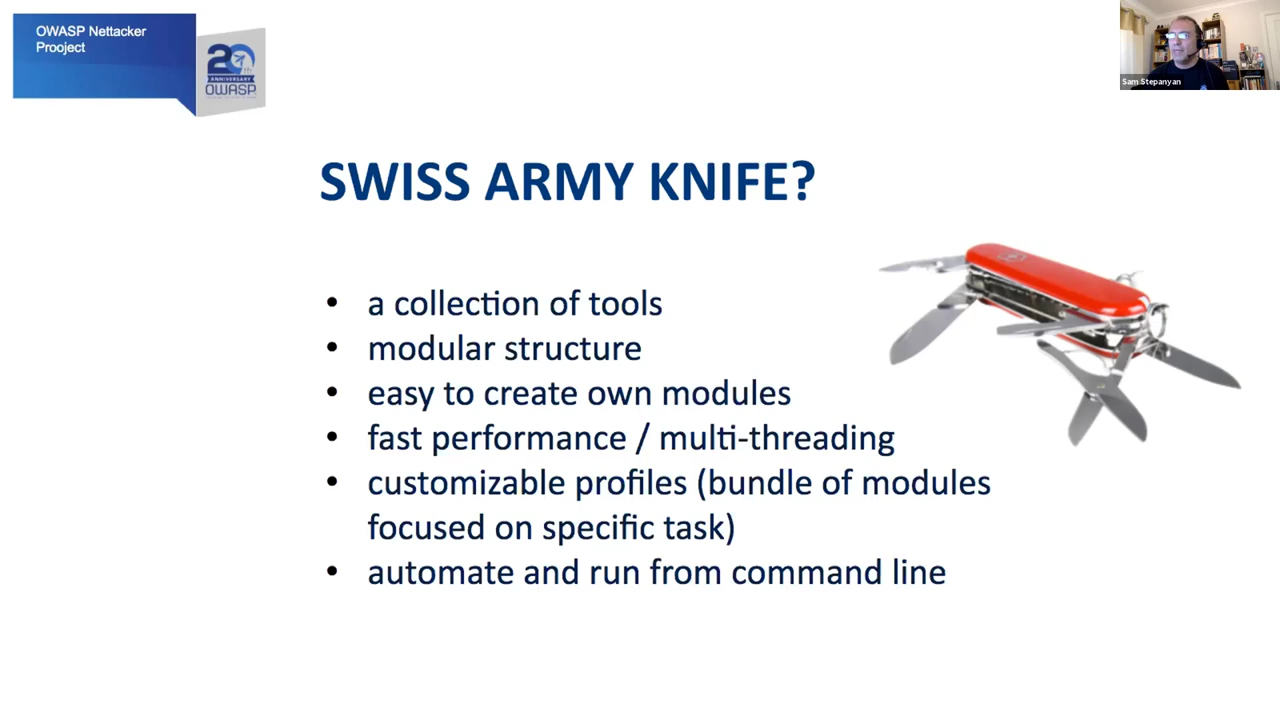 OWASP Nettacker
Prooject
20
th
ANNIVERSARY
OWASP
Sam Stepanyan
SWISS ARMY KNIFE?
• a collection of tools
• modular structure
• easy to create own modules
• fast performance / multi-threading
• customizable profiles (bundle of modules
focused on specific task)
• automate and run from command line